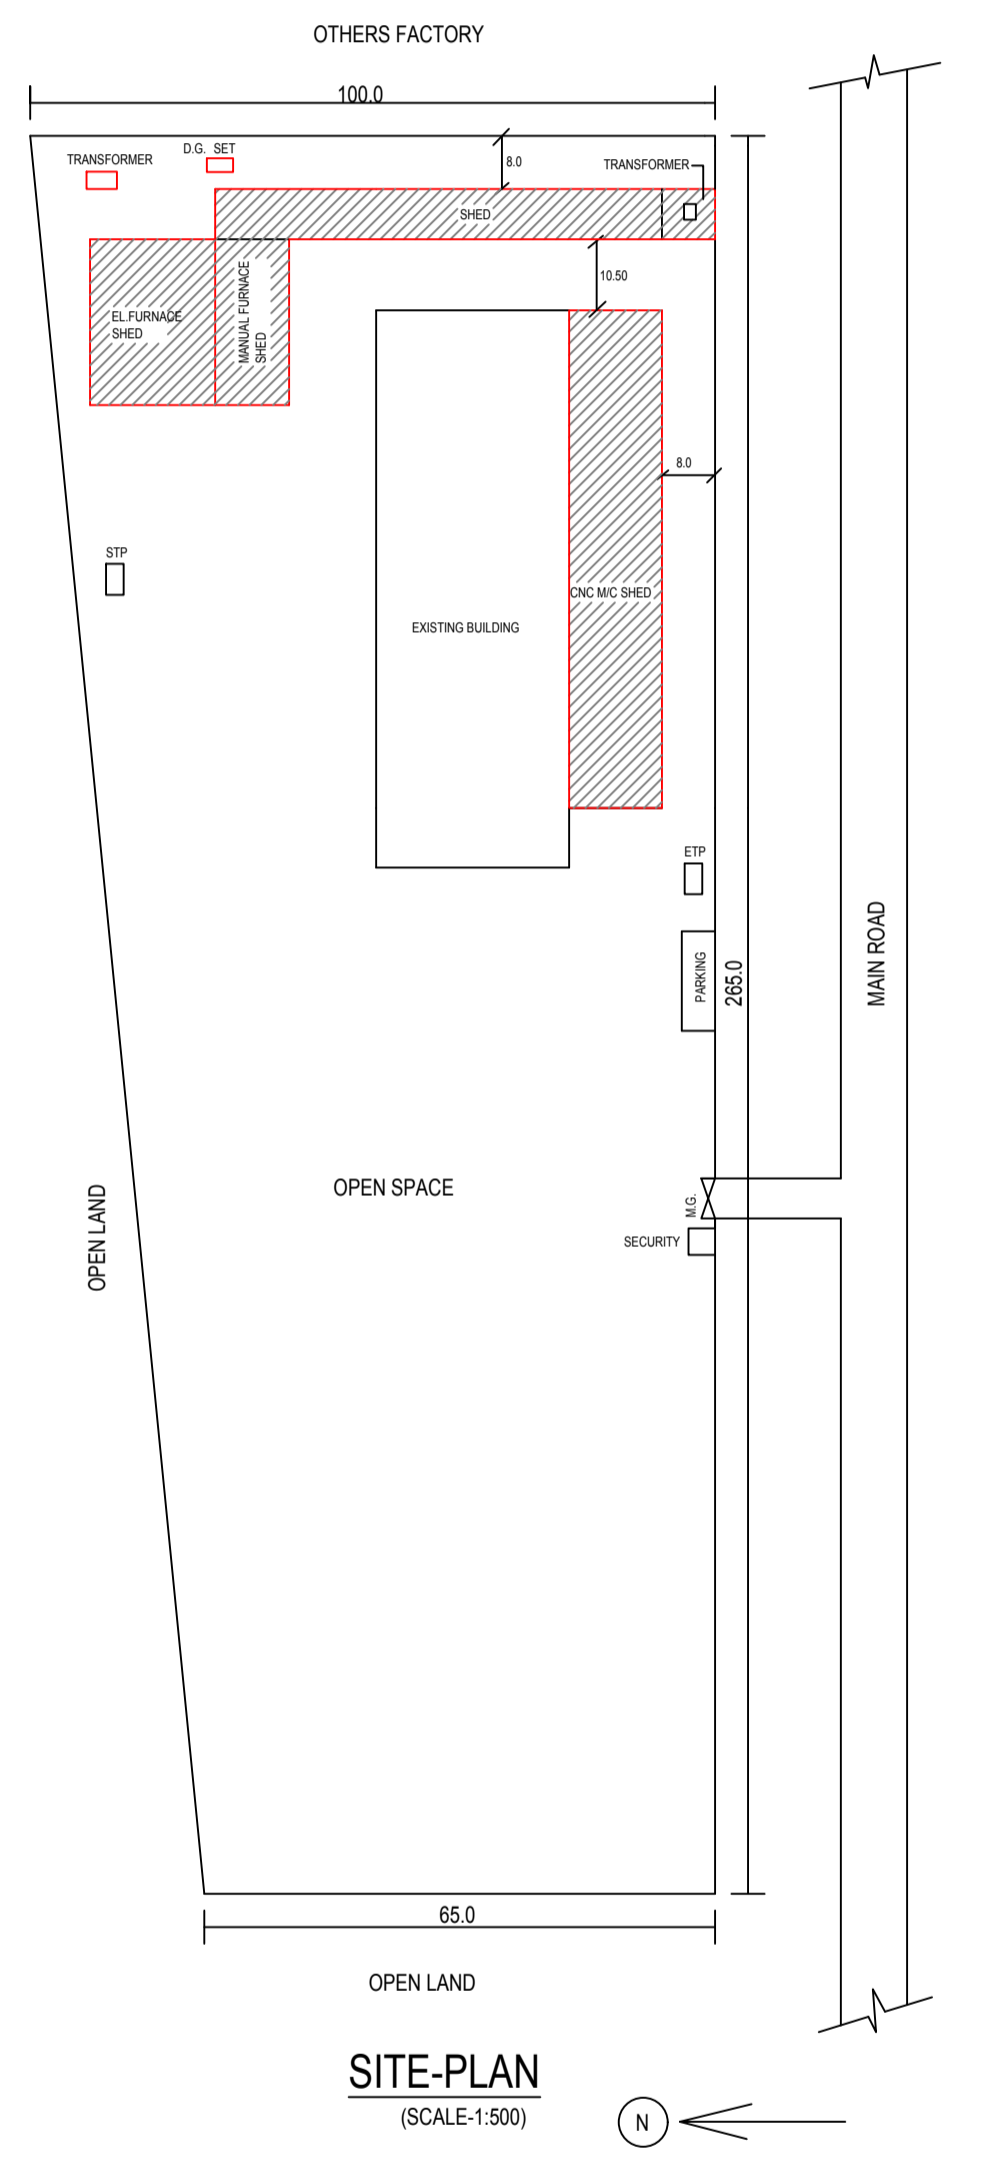 OTHERS FACTORY
100.0
D.G. SET
TRANSFORMER
8.0
TRANSFORMER
SHED
10.50
EL.FURNACE
SHED
MANUAL FURNACE
SHED
8.0
STP
CNC M/C SHED
EXISTING BUILDING
ETP
PARKING
265.0
MAIN ROAD
OPEN SPACE
M.G.
OPEN LAND
SECURITY
65.0
OPEN LAND
SITE-PLAN
(SCALE-1:500)
N